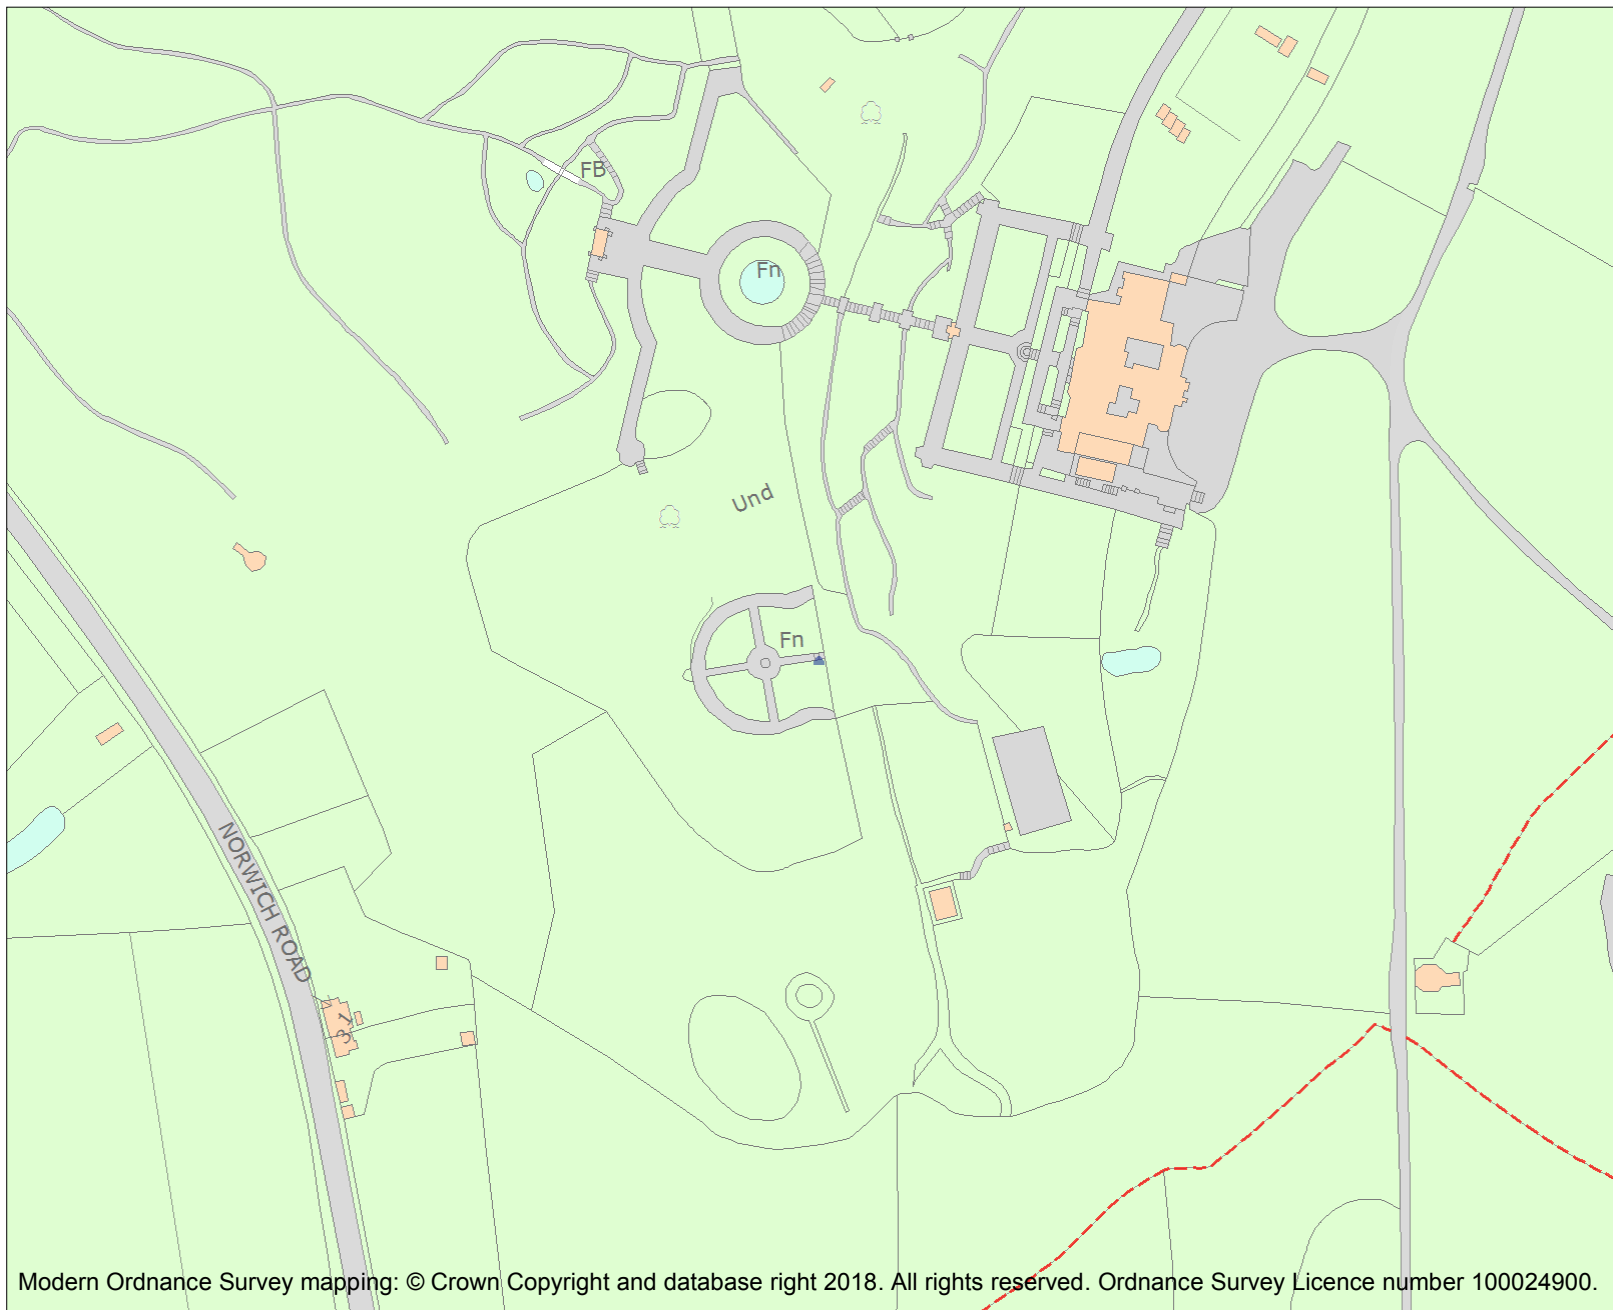 FB
Fn
Und
Fn
NORWICH ROAD
Modern Ordnance Survey mapping: © Crown Copyright and database right 2018. All rights reserved. Ordnance Survey Licence number 100024900.